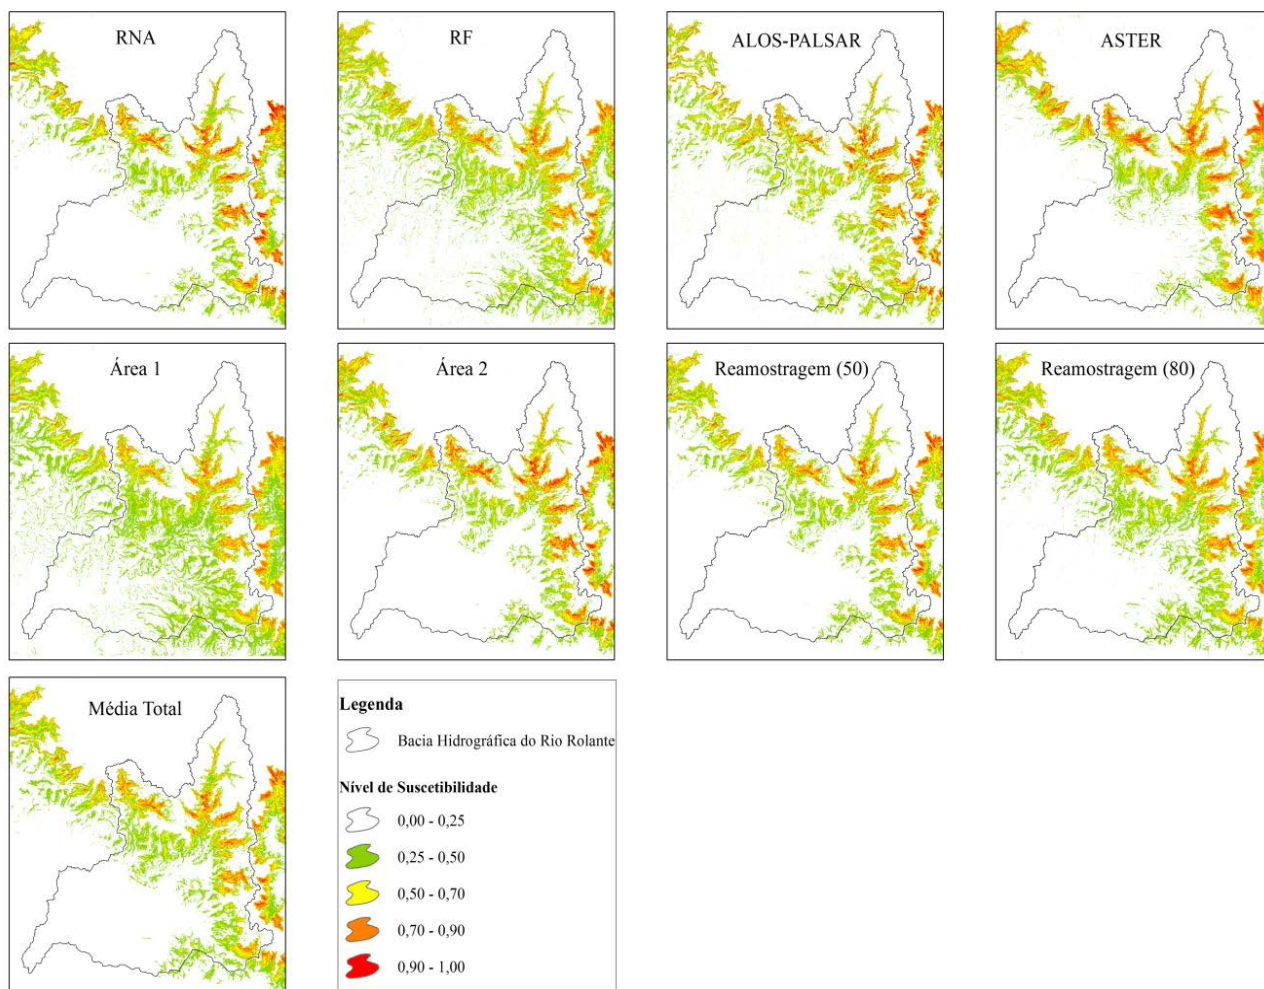 RNA
RF
ALOS-PALSAR
ASTER
Área 1
Área 2
Reamostragem (50)
Reamostragem (80)
Média Total
Legenda
Bacia Hidrográfica do Rio Rolante
Nível de Suscetibilidade
0,00 - 0,25
0,25 - 0,50
0,50 - 0,70
0,70 - 0,90
0,90 - 1,00